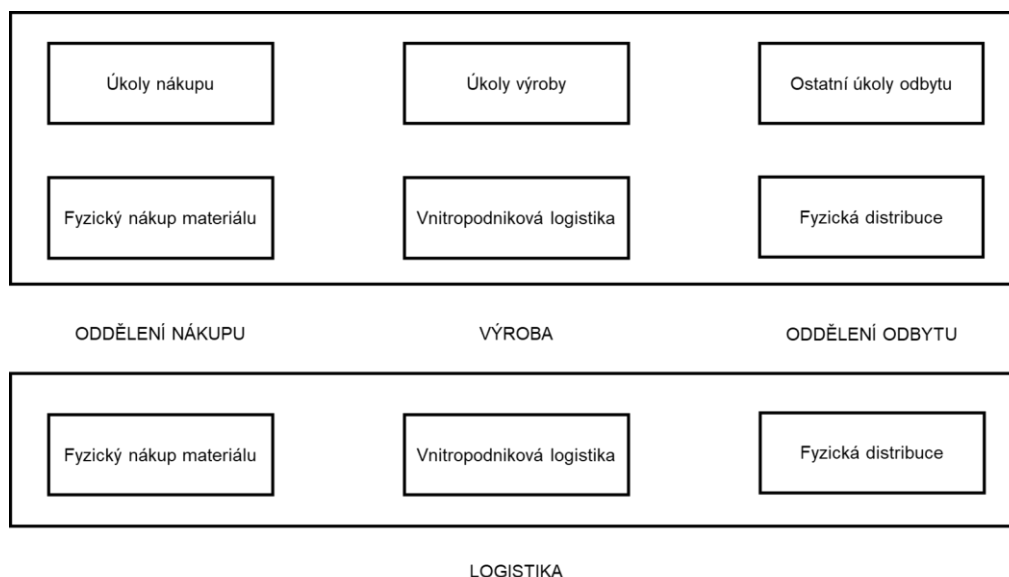 Úkoly nákupu
Úkoly výroby
Ostatní úkoly odbytu
Fyzický nákup materiálu
Vnitropodniková logistika
Fyzická distribuce
ODDĚLENÍ NÁKUPU
VÝROBA
ODDĚLENÍ ODBYTU
Fyzický nákup materiálu
Vnitropodniková logistika
Fyzická distribuce
LOGISTIKA